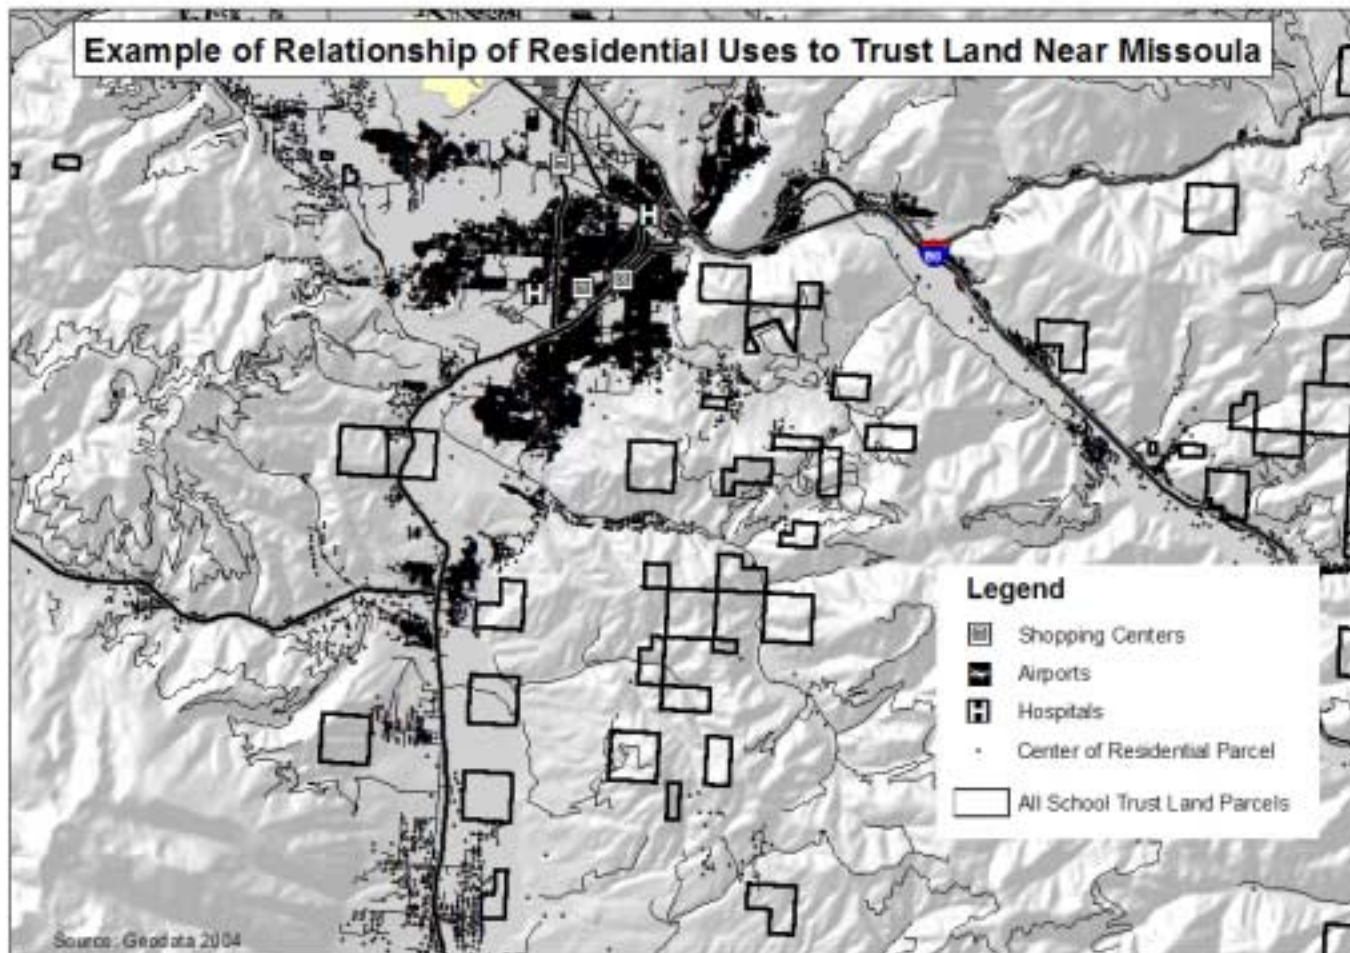 Example of Relationship of Residential Uses to Trust Land Near Missoula
H
H
Legend
Shopping Centers
Airports
H
Hospitals
Center of Residential Parcel
All School Trust Land Parcels
Source: Geodata 2004